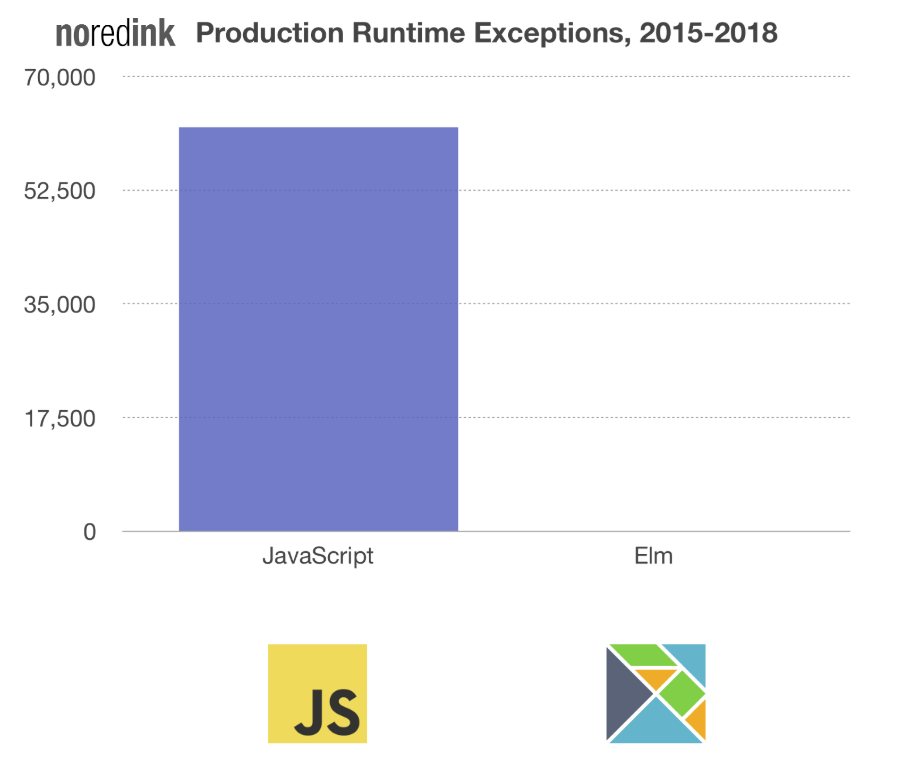 noredink Production Runtime Exceptions, 2015-2018
70,000
52,500
35,000
17,500
0
JavaScript Elm
JS